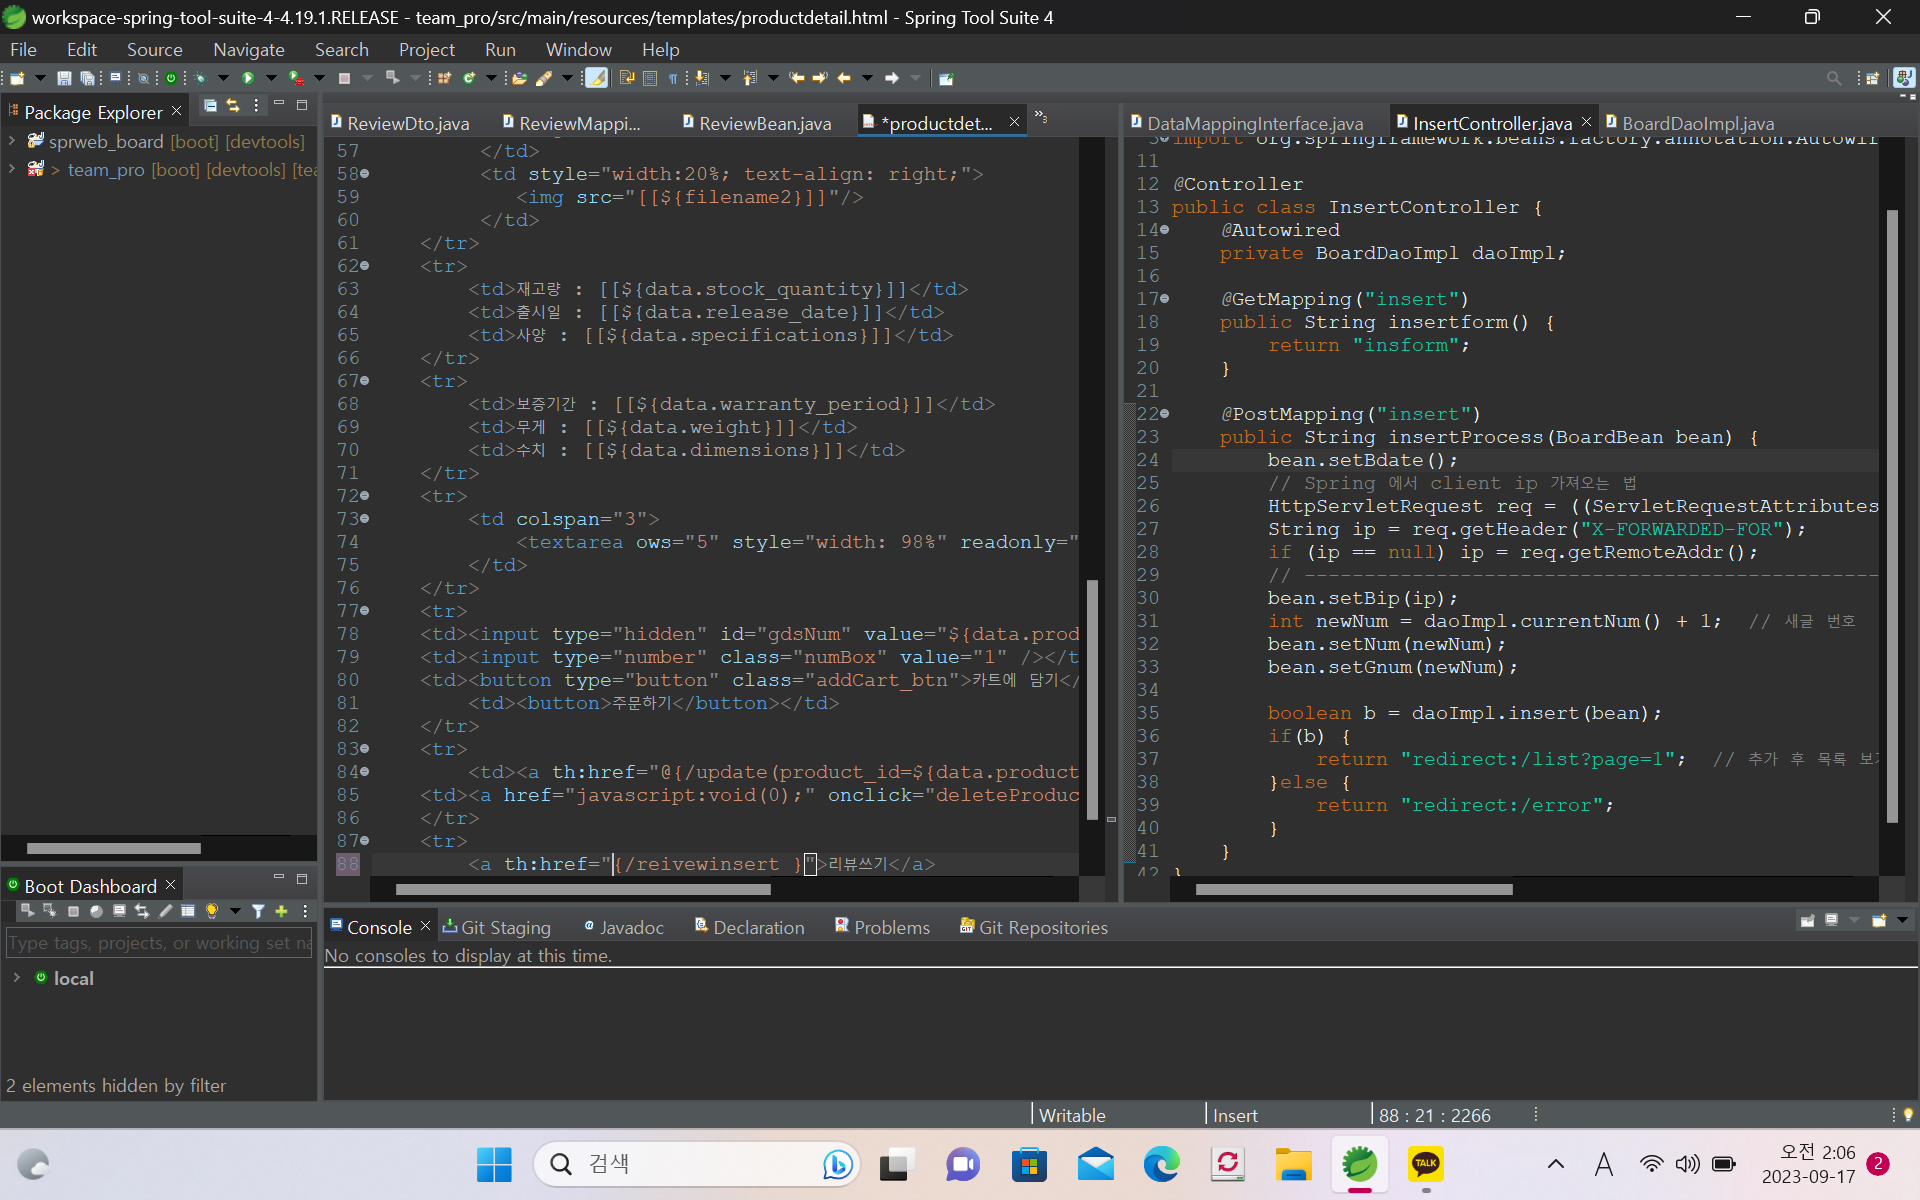 workspace-spring-tool-suite-4-4.19.1.RELEASE - team_pro/src/main/resources/templates/productdetail.html - Spring Tool Suite 4
File Edit Source Navigate Search Project Run Window Help
Package Explorer
sprweb_board [boot] [devtools]
> team_pro [boot] [devtools] [tea
Boot Dashboard
Type tags, projects, or working set na
local
2 elements hidden by filter
ReviewDto.java ReviewMappi... ReviewBean.java *productdet... »3
57 </td>
58 <td style="width:20%; text-align: right;">
59 <img src="[[${filename2}]]"/>
60 </td>
61 </tr>
62 <tr>
63 <td>재고량 : [[${data.stock_quantity}]]</td>
64 <td>출시일 : [[${data.release_date}]]</td>
65 <td>사양 : [[${data.specifications}]]</td>
66 </tr>
67 <tr>
68 <td>보증기간 : [[${data.warranty_period}]]</td>
69 <td>무게 : [[${data.weight}]]</td>
70 <td>수치 : [[${data.dimensions}]]</td>
71 </tr>
72 <tr>
73 <td colspan="3">
74 <textarea ows="5" style="width: 98%" readonly="
75 </td>
76 </tr>
77 <tr>
78 <td><input type="hidden" id="gdsNum" value="${data.prod
79 <td><input type="number" class="numBox" value="1" /></t
80 <td><button type="button" class="addCart_btn">카트에 담기</
81 <td><button>주문하기</button></td>
82 </tr>
83 <tr>
84 <td><a th:href="@{/update(product_id=${data.product
85 <td><a href="javascript:void(0);" onclick="deleteProduc
86 </tr>
87 <tr>
88 <a th:href="{/reivewinsert }">리뷰쓰기</a>
DataMappingInterface.java InsertController.java BoardDaoImpl.java
import org.springframework.beans.factory.annotation.Autowir
11
12 @Controller
13 public class InsertController {
14 @Autowired
15 private BoardDaoImpl daoImpl;
16
17 @GetMapping("insert")
18 public String insertform() {
19 return "insform";
20 }
21
22 @PostMapping("insert")
23 public String insertProcess(BoardBean bean) {
24 bean.setBdate();
25 // Spring 에서 client ip 가져오는 법
26 HttpServletRequest req = ((ServletRequestAttributes
27 String ip = req.getHeader("X-FORWARDED-FOR");
28 if (ip == null) ip = req.getRemoteAddr();
29 // ------------------------------------------------
30 bean.setBip(ip);
31 int newNum = daoImpl.currentNum() + 1; // 새글 번호
32 bean.setNum(newNum);
33 bean.setGnum(newNum);
34
35 boolean b = daoImpl.insert(bean);
36 if(b) {
37 return "redirect:/list?page=1"; // 추가 후 목록 보기
38 }else {
39 return "redirect:/error";
40 }
41 }
42 }
Console Git Staging Javadoc Declaration Problems Git Repositories
No consoles to display at this time.
Writable Insert 88 : 21 : 2266
검색
TALK
A
오전 2:06
2023-09-17
2